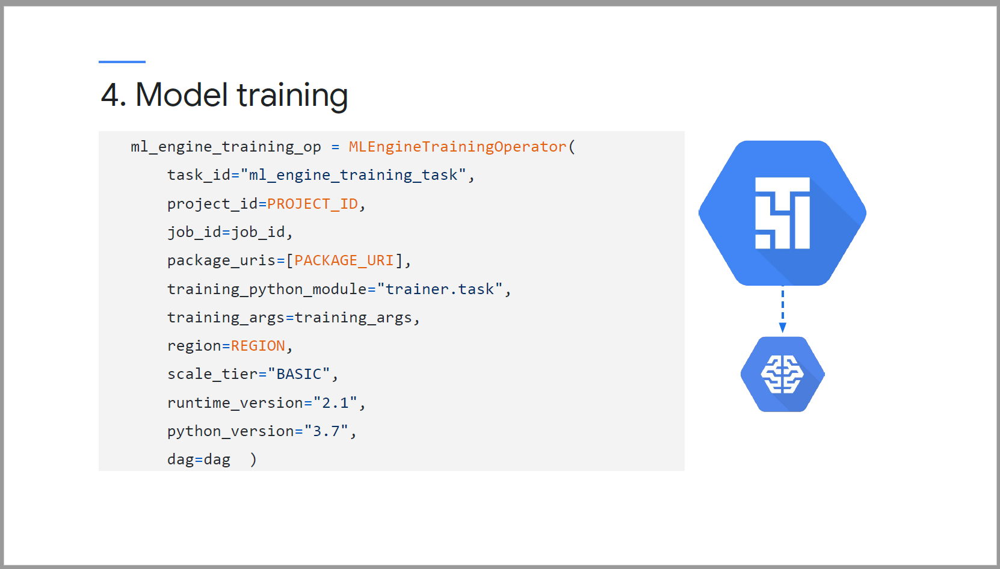 4. Model training
ml_engine_training_op = MLEngineTrainingOperator(
task_id="ml_engine_training_task",
project_id=PROJECT_ID,
job_id=job_id,
package_uris=[PACKAGE_URI],
training_python_module="trainer.task",
training_args=training_args,
region=REGION,
scale_tier="BASIC",
runtime_version="2.1",
python_version="3.7",
dag=dag  )